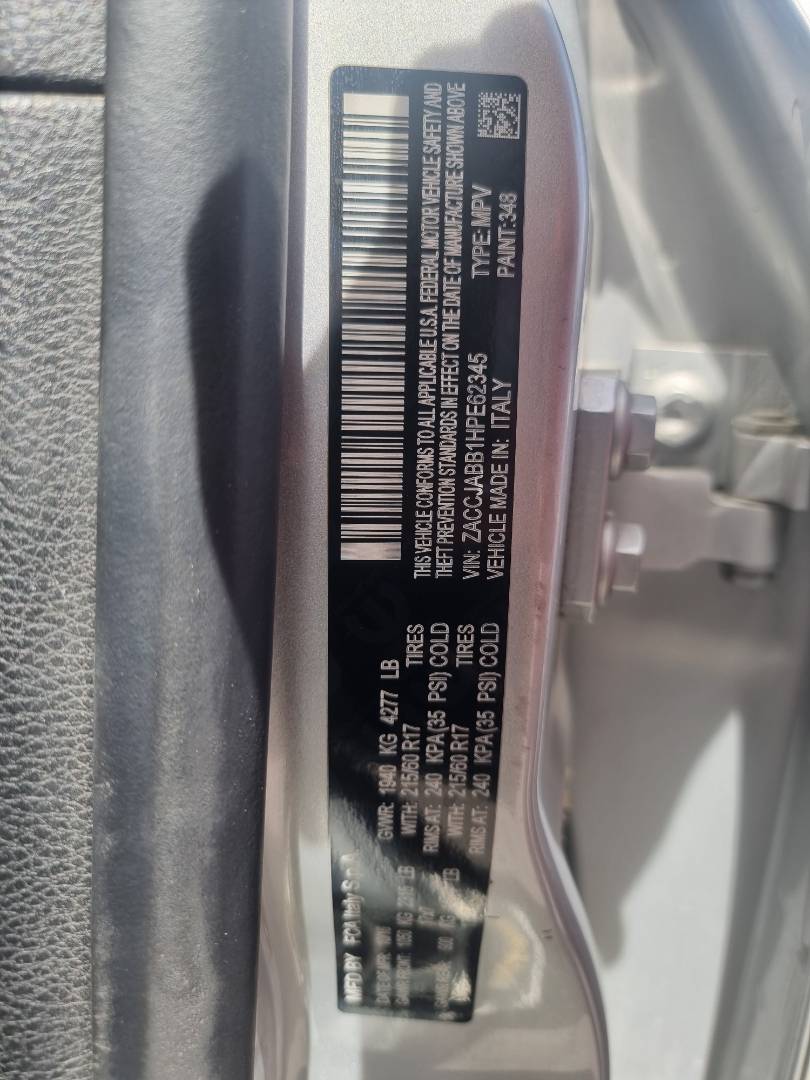 MFD BY FCA Italy S.p.A.
GVWR: 1940 KG 4277 LB
WITH: 215/60 R17 TIRES
RIMS AT: 240 KPA (35 PSI) COLD
WITH: 215/60 R17 TIRES
RIMS AT: 240 KPA (35 PSI) COLD
THIS VEHICLE CONFORMS TO ALL APPLICABLE U.S.A. FEDERAL MOTOR VEHICLE SAFETY AND
THEFT PREVENTION STANDARDS IN EFFECT ON THE DATE OF MANUFACTURE SHOWN ABOVE
VIN: ZACCJABB1HPE62345 TYPE: MPV
VEHICLE MADE IN: ITALY PAINT: 348